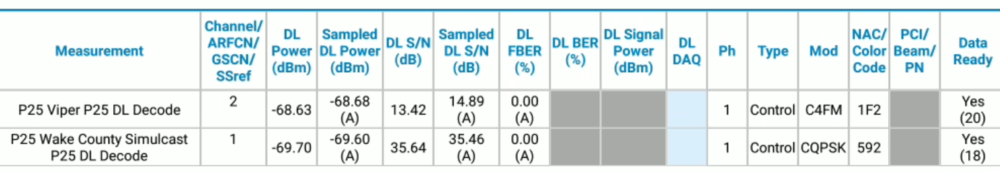 Measurement
Channel/
ARFCN/
GSCN/
SSref
DL
Power
(dBm)
Sampled
DL Power
(dBm)
DL S/N
(dB)
Sampled
DL S/N
(dB)
DL
FBER
(%)
DL BER
(%)
DL Signal
Power
(dBm)
DL
DAQ
Ph
Type
Mod
NAC/
Color
Code
PCI/
Beam/
PN
Data
Ready
P25 Viper P25 DL Decode
2
-68.63
-68.68
(A)
13.42
14.89
(A)
0.00
(A)
1
Control
C4FM
1F2
Yes
(20)
P25 Wake County Simulcast
P25 DL Decode
1
-69.70
-69.60
(A)
35.64
35.46
(A)
0.00
(A)
1
Control
CQPSK
592
Yes
(18)